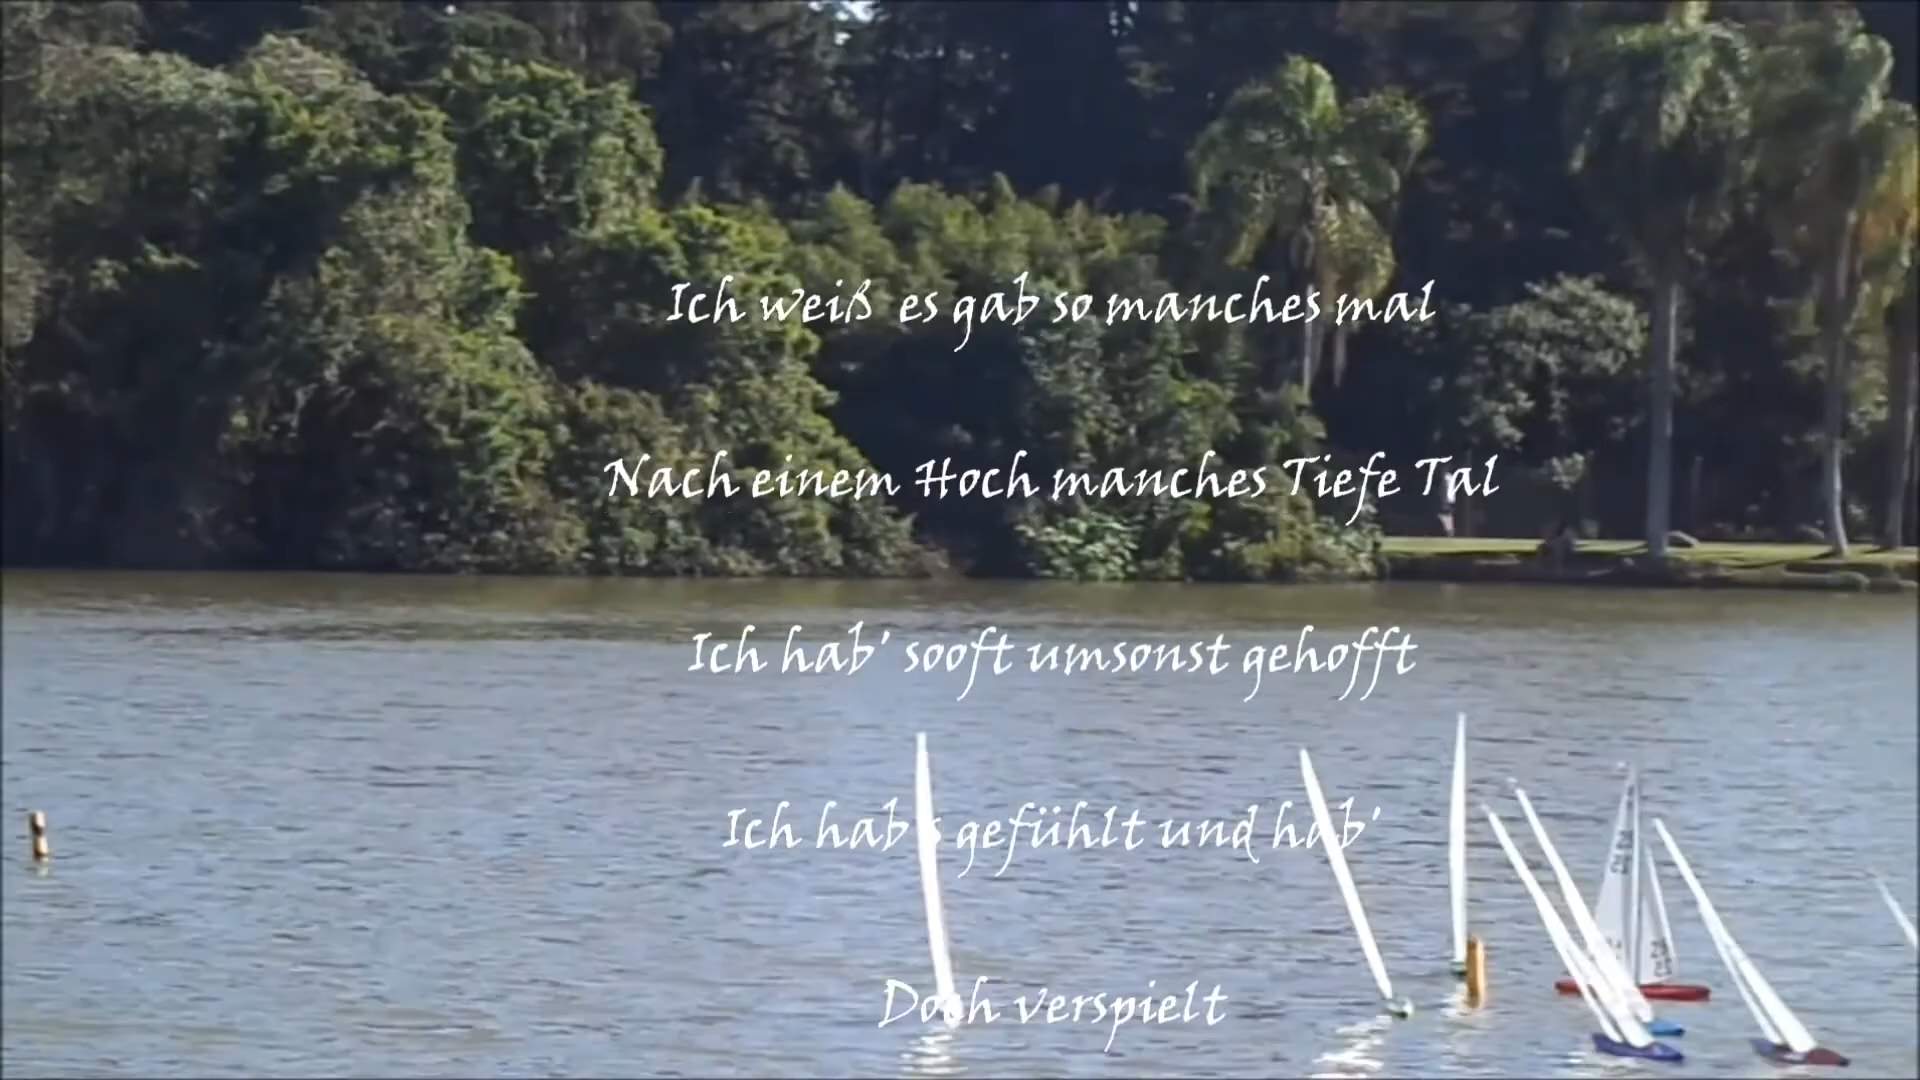 Ich weiß es gab so manches mal
Nach einem Hoch manches Tiefe Tal
Ich hab' sooft umsonst gehofft
Ich hab's gefühlt und hab'
Doch verspielt